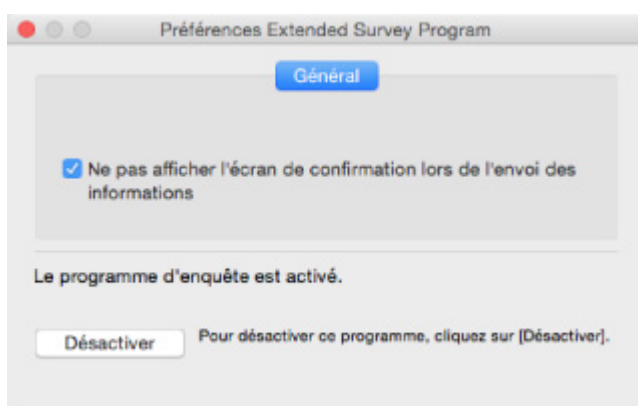 Préférences Extended Survey Program
Général
Ne pas afficher l'écran de confirmation lors de l'envoi des
informations
Le programme d'enquête est activé.
Désactiver
Pour désactiver ce programme, cliquez sur [Désactiver].